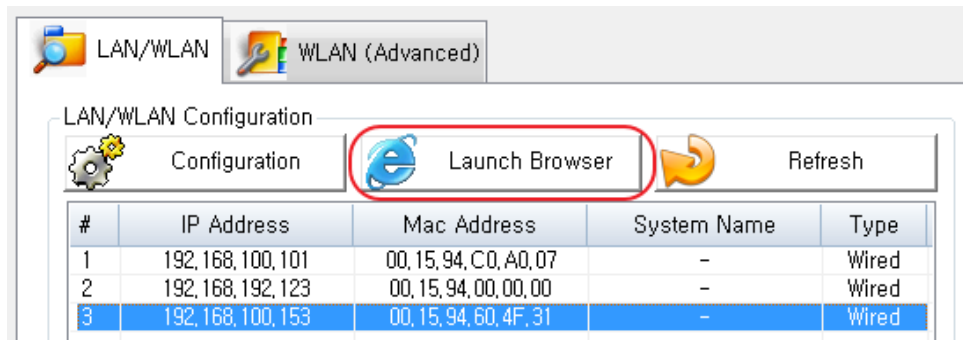 LAN/WLAN WLAN (Advanced)
LAN/WLAN Configuration
Configuration Launch Browser Refresh
# IP Address Mac Address System Name Type
1 192,168,100,101 00,15,94,C0,A0,07 - Wired
2 192,168,192,123 00,15,94,00,00,00 - Wired
3 192,168,100,153 00,15,94,60,4F,31 - Wired